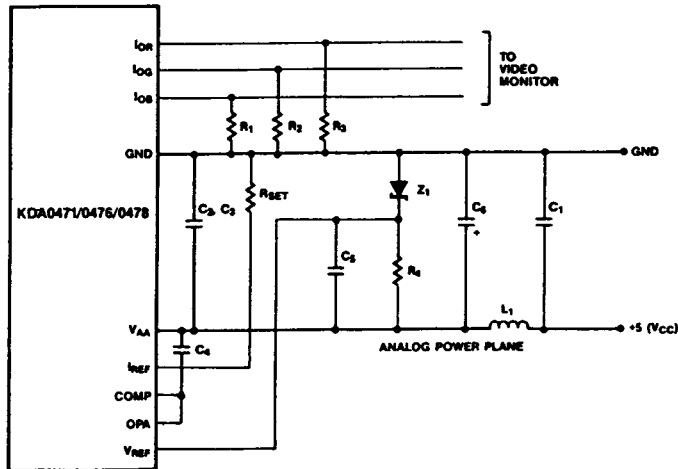 IOR
IOG
IOB
TO
VIDEO
MONITOR
R1
R2
R3
GND
GND
KDA0471/0476/0478
C2, C3
RSET
Z1
C6
+
C1
C5
R4
L1
VAA
+5 (VCC)
ANALOG POWER PLANE
C4
IREF
COMP
OPA
VREF